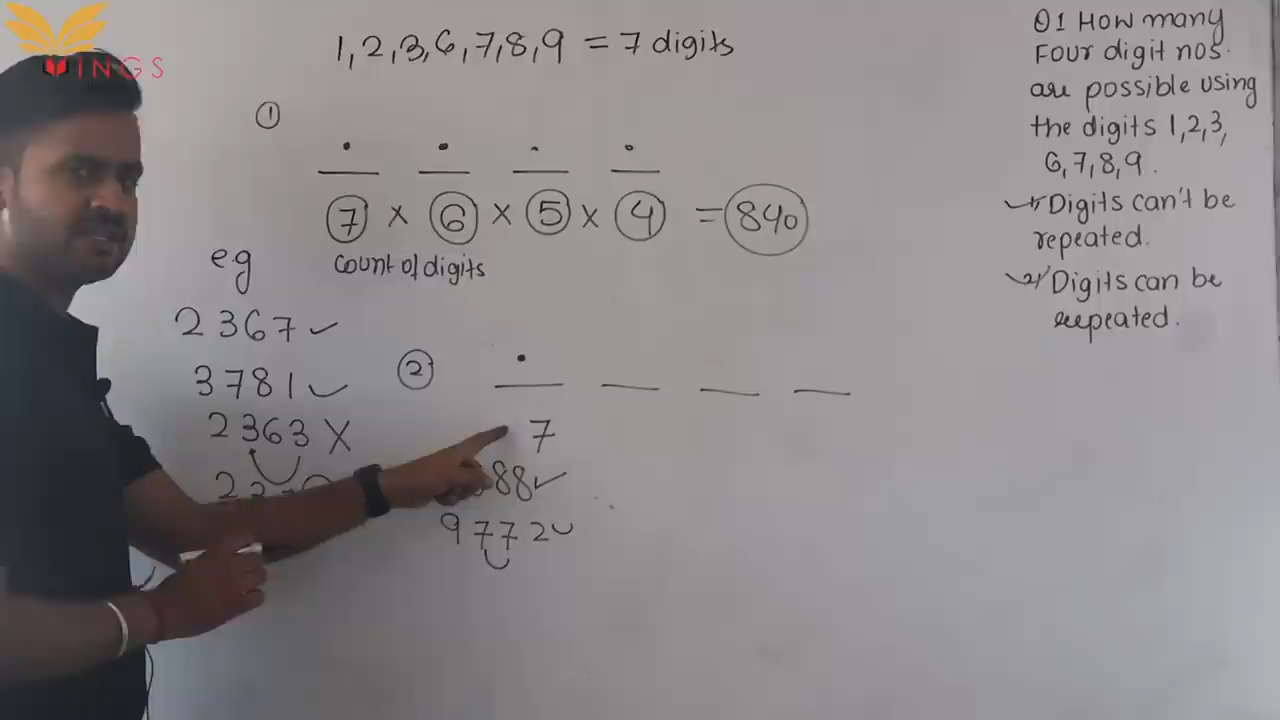 WINGS
1,2,3,6,7,8,9 = 7 digits
①
7 × 6 × 5 × 4 = 840
count of digits
eg
2367 ✓
3781 ✓
2363 X
②
7
88 ✓
9772 ✓
Q1 How many
Four digit nos.
are possible using
the digits 1,2,3,
6,7,8,9.
1) Digits can't be
repeated.
2) Digits can be
repeated.